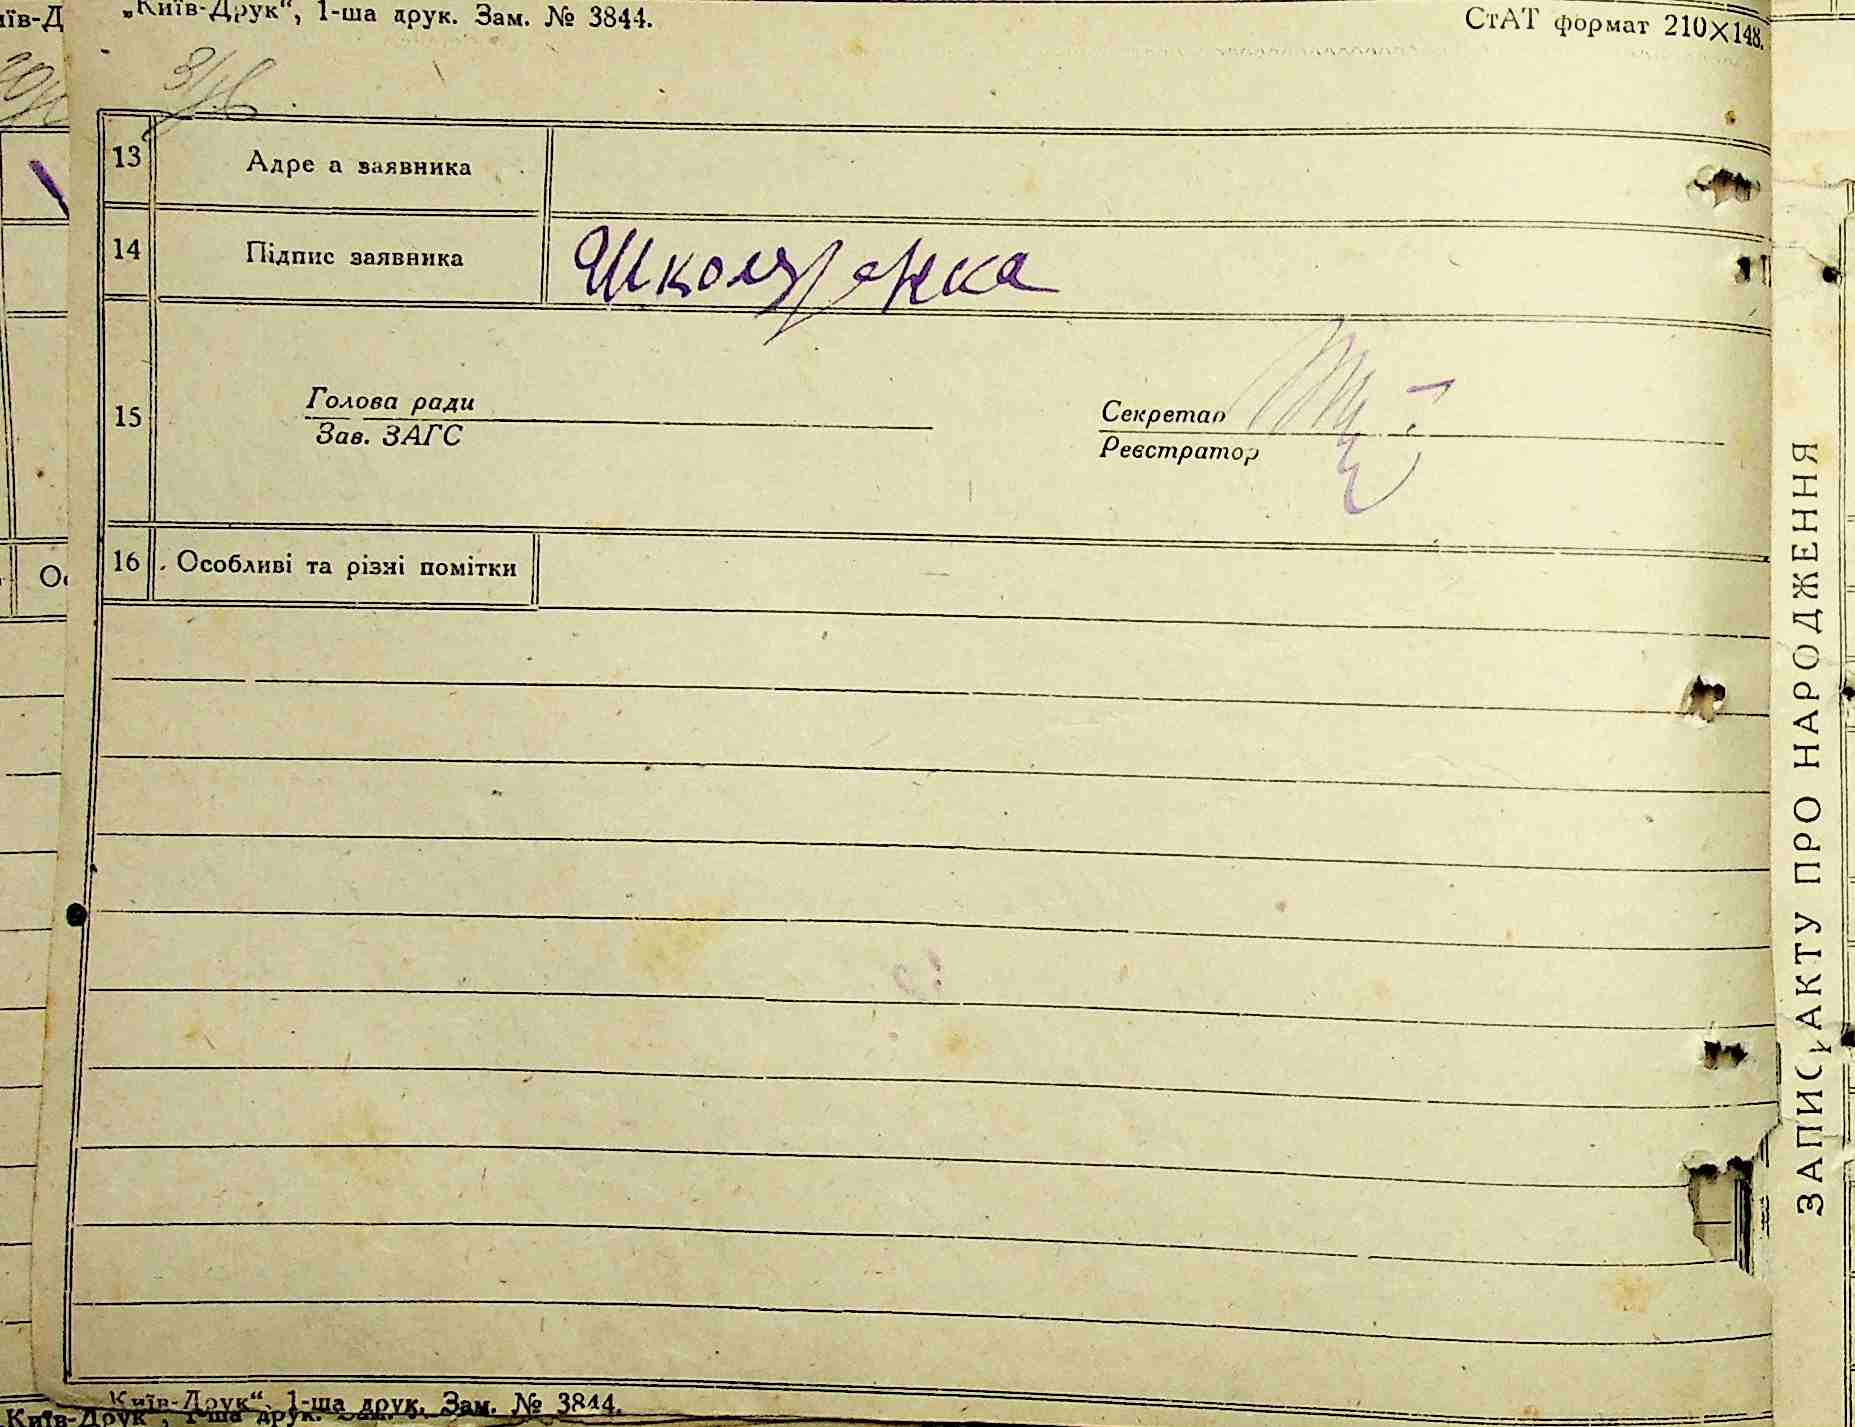 „Київ-Друк“, 1-ша друк. Зам. № 3844.
СтАТ формат 210×148.
13
Адре а заявника
14
Підпис заявника
15
Голова ради
Зав. ЗАГС
Секретар
Реєстратор
16
Особливі та різні помітки
ЗАПИС АКТУ ПРО НАРОДЖЕННЯ
„Київ-Друк“, 1-ша друк. Зам. № 3844.